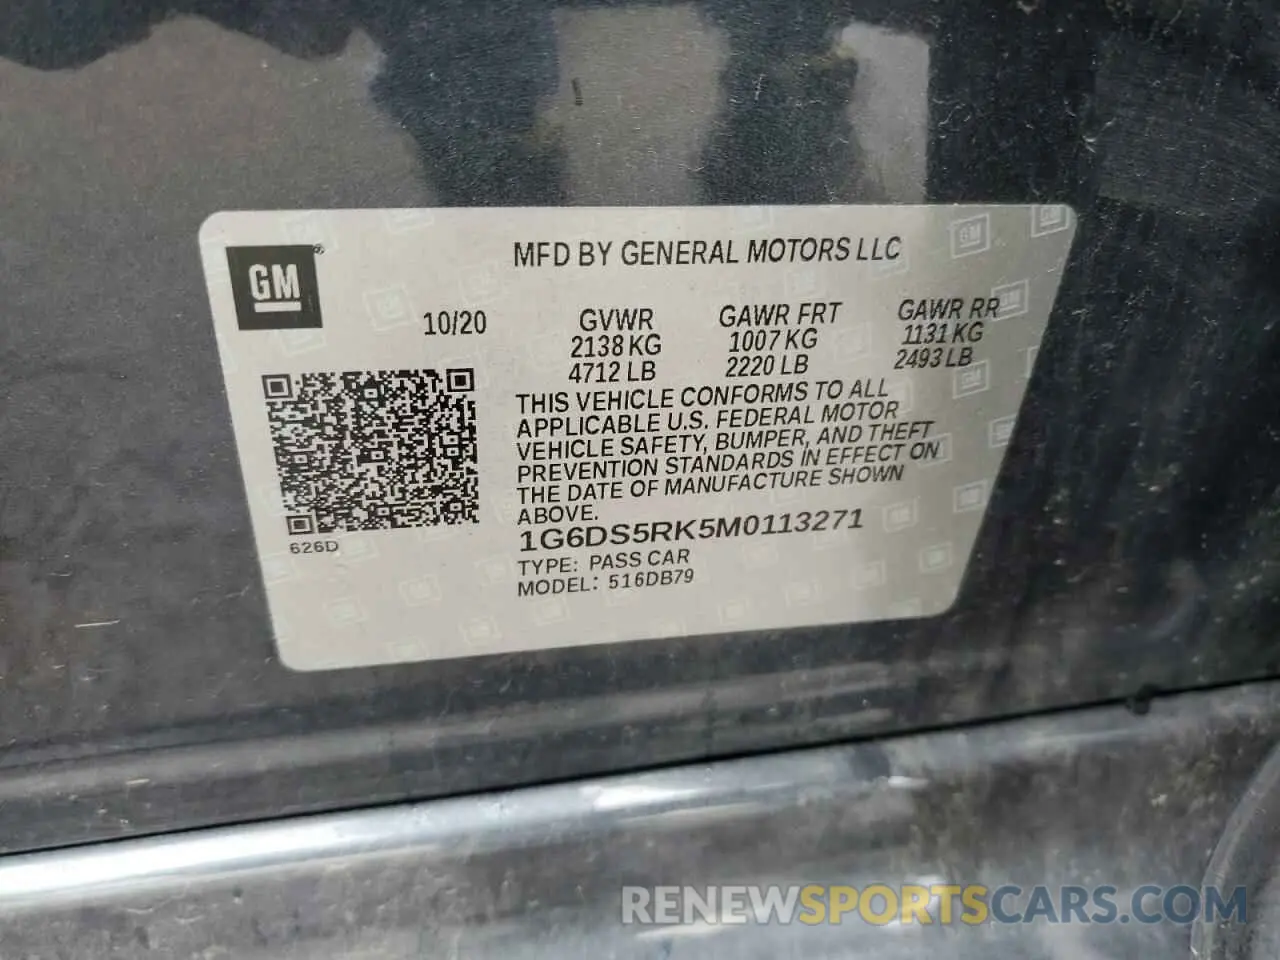 GM®
MFD BY GENERAL MOTORS LLC
10/20
GVWR
2138 KG
4712 LB
GAWR FRT
1007 KG
2220 LB
GAWR RR
1131 KG
2493 LB
THIS VEHICLE CONFORMS TO ALL
APPLICABLE U.S. FEDERAL MOTOR
VEHICLE SAFETY, BUMPER, AND THEFT
PREVENTION STANDARDS IN EFFECT ON
THE DATE OF MANUFACTURE SHOWN
ABOVE.
626D
1G6DS5RK5M0113271
TYPE: PASS CAR
MODEL: 516DB79
RENEWSPORTSCARS.COM